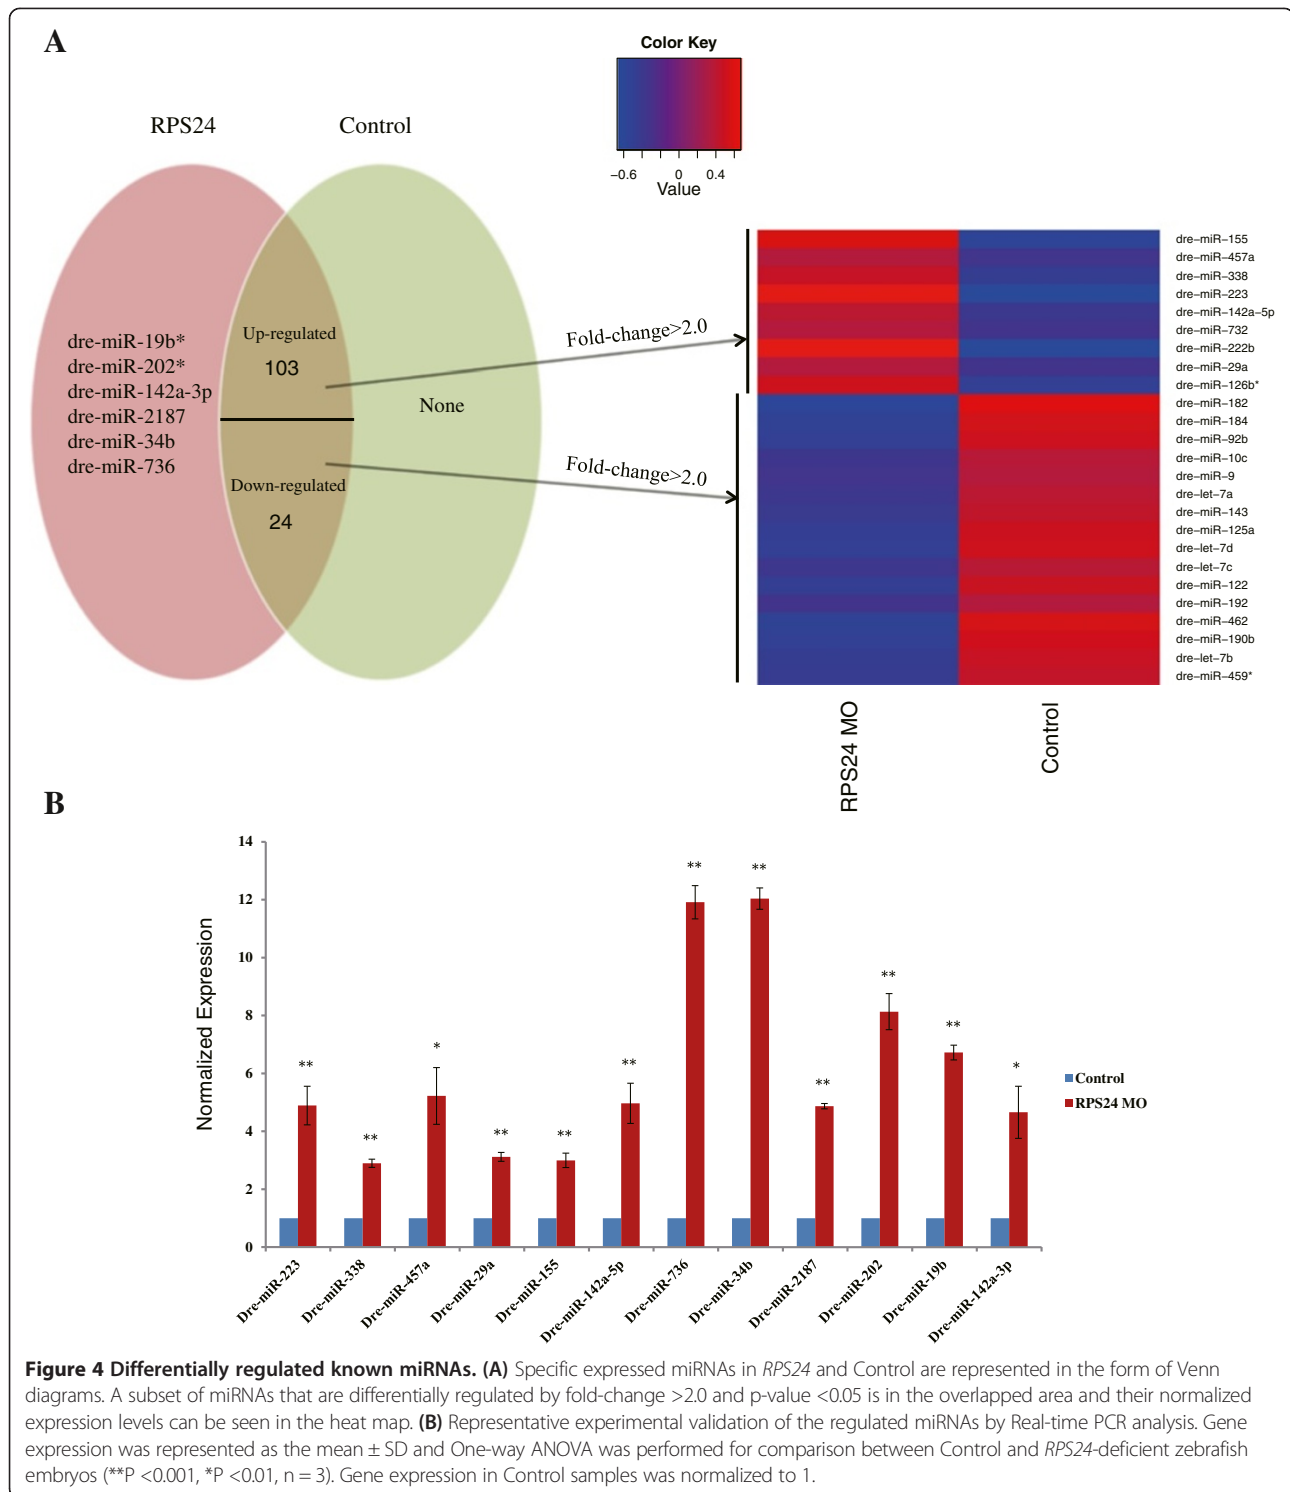 A
Color Key
−0.6 0 0.4
Value
RPS24
Control
dre-miR-19b*
dre-miR-202*
dre-miR-142a-3p
dre-miR-2187
dre-miR-34b
dre-miR-736
Up-regulated
103
Down-regulated
24
None
Fold-change>2.0
Fold-change>2.0
dre−miR−155
dre−miR−457a
dre−miR−338
dre−miR−223
dre−miR−142a−5p
dre−miR−732
dre−miR−222b
dre−miR−29a
dre−miR−126b*
dre−miR−182
dre−miR−184
dre−miR−92b
dre−miR−10c
dre−miR−9
dre−let−7a
dre−miR−143
dre−miR−125a
dre−let−7d
dre−let−7c
dre−miR−122
dre−miR−192
dre−miR−462
dre−miR−190b
dre−let−7b
dre−miR−459*
RPS24 MO
Control
B
Normalized Expression
14
12
10
8
6
4
2
0
**
**
*
**
**
**
**
**
**
**
**
*
Dre-miR-223
Dre-miR-338
Dre-miR-457a
Dre-miR-29a
Dre-miR-155
Dre-miR-142a-5p
Dre-miR-736
Dre-miR-34b
Dre-miR-2187
Dre-miR-202
Dre-miR-19b
Dre-miR-142a-3p
Control
RPS24 MO
Figure 4 Differentially regulated known miRNAs. (A) Specific expressed miRNAs in RPS24 and Control are represented in the form of Venn
diagrams. A subset of miRNAs that are differentially regulated by fold-change >2.0 and p-value <0.05 is in the overlapped area and their normalized
expression levels can be seen in the heat map. (B) Representative experimental validation of the regulated miRNAs by Real-time PCR analysis. Gene
expression was represented as the mean ± SD and One-way ANOVA was performed for comparison between Control and RPS24-deficient zebrafish
embryos (**P <0.001, *P <0.01, n = 3). Gene expression in Control samples was normalized to 1.